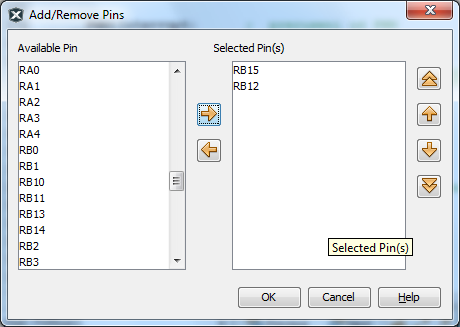 Add/Remove Pins
Available Pin
Selected Pin(s)
RA0
RA1
RA2
RA3
RA4
RB0
RB1
RB10
RB11
RB13
RB14
RB2
RB3
RB15
RB12
Selected Pin(s)
OK
Cancel
Help